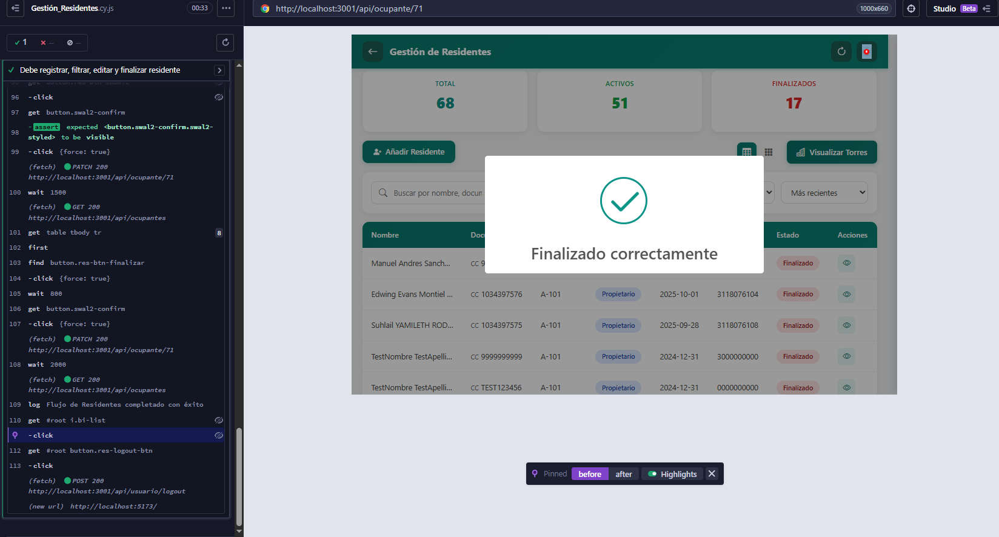 Gestión_Residentes.cy.js
00:33
1
--
--
Debe registrar, filtrar, editar y finalizar residente
96 -click
97 get button.swal2-confirm
98 -assert expected <button.swal2-confirm.swal2-
styled> to be visible
99 -click {force: true}
(fetch) PATCH 200
http://localhost:3001/api/ocupante/71
100 wait 1500
(fetch) GET 200
http://localhost:3001/api/ocupantes
101 get table tbody tr 8
102 first
103 find button.res-btn-finalizar
104 -click {force: true}
105 wait 800
106 get button.swal2-confirm
107 -click {force: true}
(fetch) PATCH 200
http://localhost:3001/api/ocupante/71
108 wait 2000
(fetch) GET 200
http://localhost:3001/api/ocupantes
109 log Flujo de Residentes completado con éxito
110 get #root i.bi-list
-click
112 get #root button.res-logout-btn
113 -click
(fetch) POST 200
http://localhost:3001/api/usuario/logout
(new url) http://localhost:5173/
http://localhost:3001/api/ocupante/71
1000x660
Studio Beta
Gestión de Residentes
TOTAL
68
ACTIVOS
51
FINALIZADOS
17
Añadir Residente
Visualizar Torres
Buscar por nombre, docun
Más recientes
Finalizado correctamente
Nombre Docu Estado Acciones
Manuel Andres Sanch... CC 9 Finalizado
Edwing Evans Montiel ... CC 1034397576 A-101 Propietario 2025-10-01 3118076104 Finalizado
Suhlail YAMILETH ROD... CC 1034397575 A-101 Propietario 2025-09-28 3118076108 Finalizado
TestNombre TestApelli... CC 9999999999 A-101 Propietario 2024-12-31 3000000000 Finalizado
TestNombre TestApelli... CC TEST123456 A-101 Propietario 2024-12-31 0000000000 Finalizado
Pinned before after Highlights